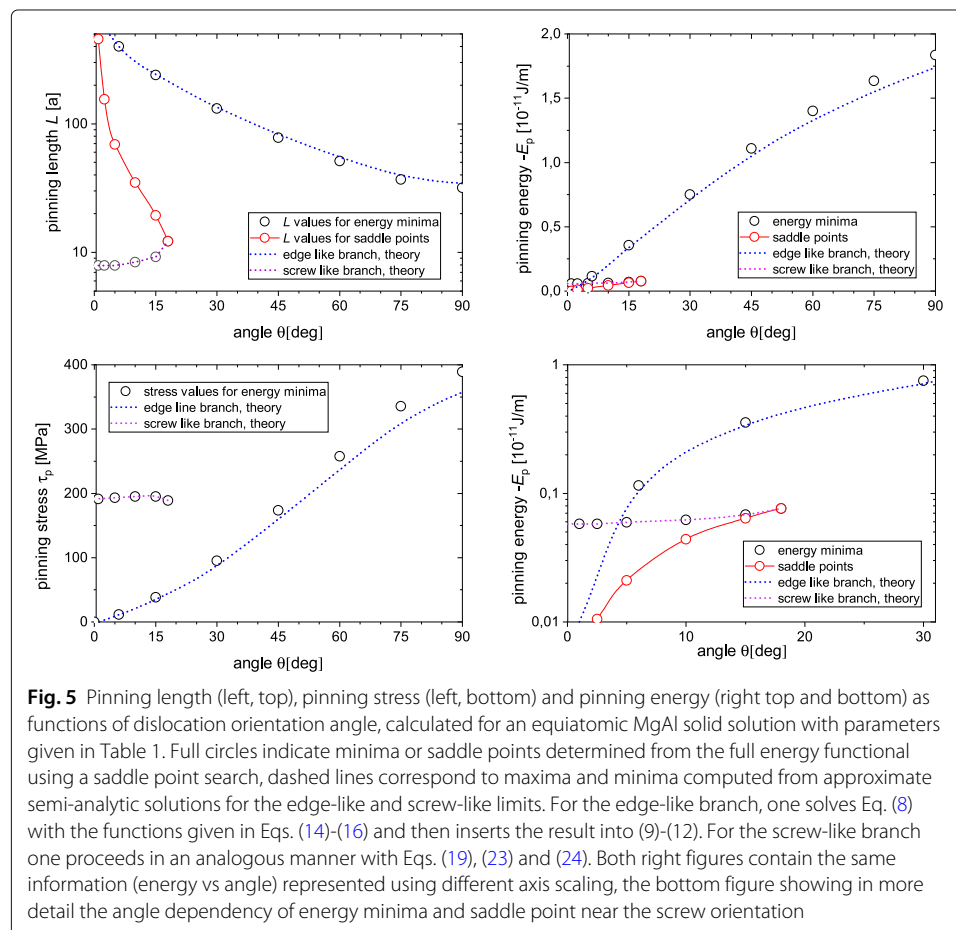 pinning length L [a]
100
10
0 15 30 45 60 75 90
angle θ[deg]
L values for energy minima
L values for saddle points
edge like branch, theory
screw like branch, theory
pinning energy -Eₚ [10⁻¹¹J/m]
2,0
1,5
1,0
0,5
0,0
0 15 30 45 60 75 90
angle θ[deg]
energy minima
saddle points
edge like branch, theory
screw like branch, theory
pinning stress τₚ [MPa]
400
300
200
100
0
0 15 30 45 60 75 90
angle θ[deg]
stress values for energy minima
edge line branch, theory
screw like branch, theory
pinning energy -Eₚ [10⁻¹¹J/m]
1
0,1
0,01
0 10 20 30
angle θ[deg]
energy minima
saddle points
edge like branch, theory
screw like branch, theory
Fig. 5 Pinning length (left, top), pinning stress (left, bottom) and pinning energy (right top and bottom) as
functions of dislocation orientation angle, calculated for an equiatomic MgAl solid solution with parameters
given in Table 1. Full circles indicate minima or saddle points determined from the full energy functional
using a saddle point search, dashed lines correspond to maxima and minima computed from approximate
semi-analytic solutions for the edge-like and screw-like limits. For the edge-like branch, one solves Eq. (8)
with the functions given in Eqs. (14)-(16) and then inserts the result into (9)-(12). For the screw-like branch
one proceeds in an analogous manner with Eqs. (19), (23) and (24). Both right figures contain the same
information (energy vs angle) represented using different axis scaling, the bottom figure showing in more
detail the angle dependency of energy minima and saddle point near the screw orientation